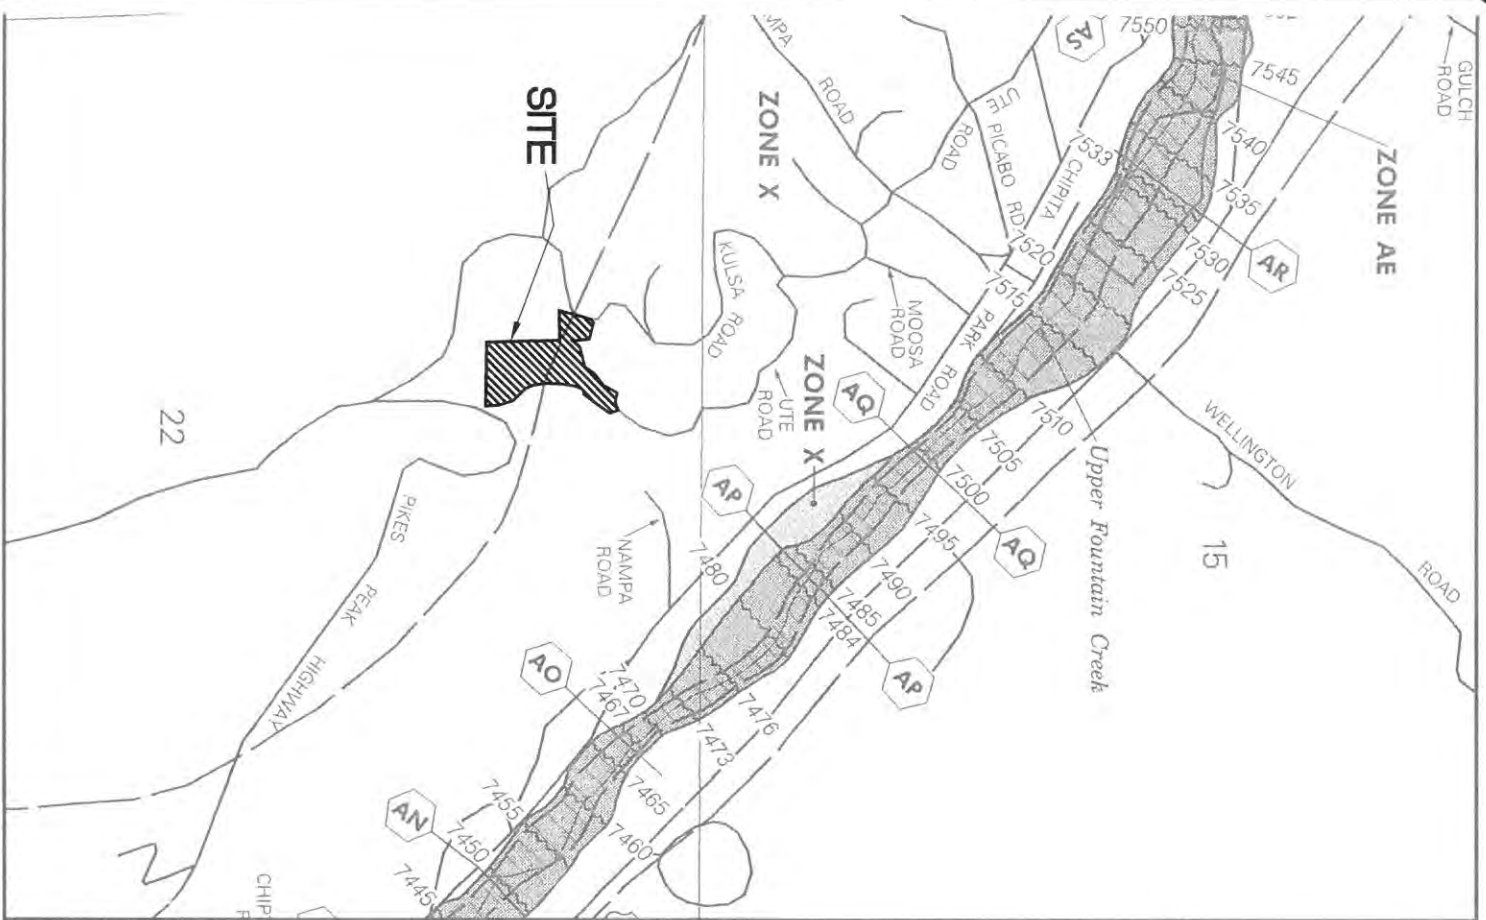 GULCH
ROAD
7550
7545
ZONE AE
7540
7535
7530
7525
AR
AS
UTE
PICABO RD
ROAD
CHIPITA
PARK
ROAD
7533
7520
7515
ROAD
ZONE X
SITE
KULSA
ROAD
MOOSA
ROAD
UTE
ROAD
ZONE X
AQ
AQ
AP
AP
WELLINGTON
ROAD
7510
7505
7500
7495
7490
7485
7484
7480
Upper Fountain Creek
15
22
NAMPA
ROAD
PIKES
PEAK
HIGHWAY
AO
7476
7473
7470
7467
7465
7460
7455
7450
7445
AN